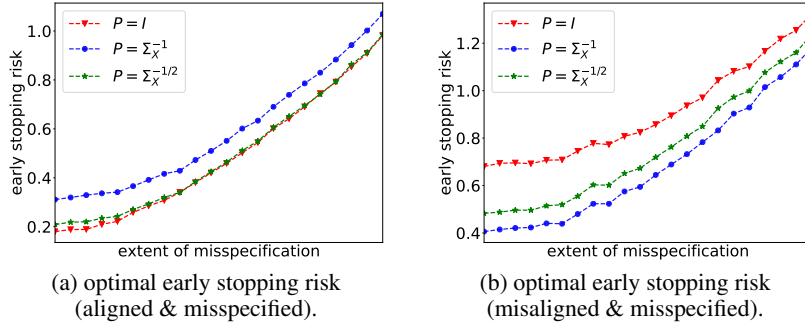 early stopping risk
1.0
0.8
0.6
0.4
0.2
P = I
P = Σ_X^{-1}
P = Σ_X^{-1/2}
extent of misspecification
(a) optimal early stopping risk
(aligned & misspecified).
early stopping risk
1.2
1.0
0.8
0.6
0.4
P = I
P = Σ_X^{-1}
P = Σ_X^{-1/2}
extent of misspecification
(b) optimal early stopping risk
(misaligned & misspecified).